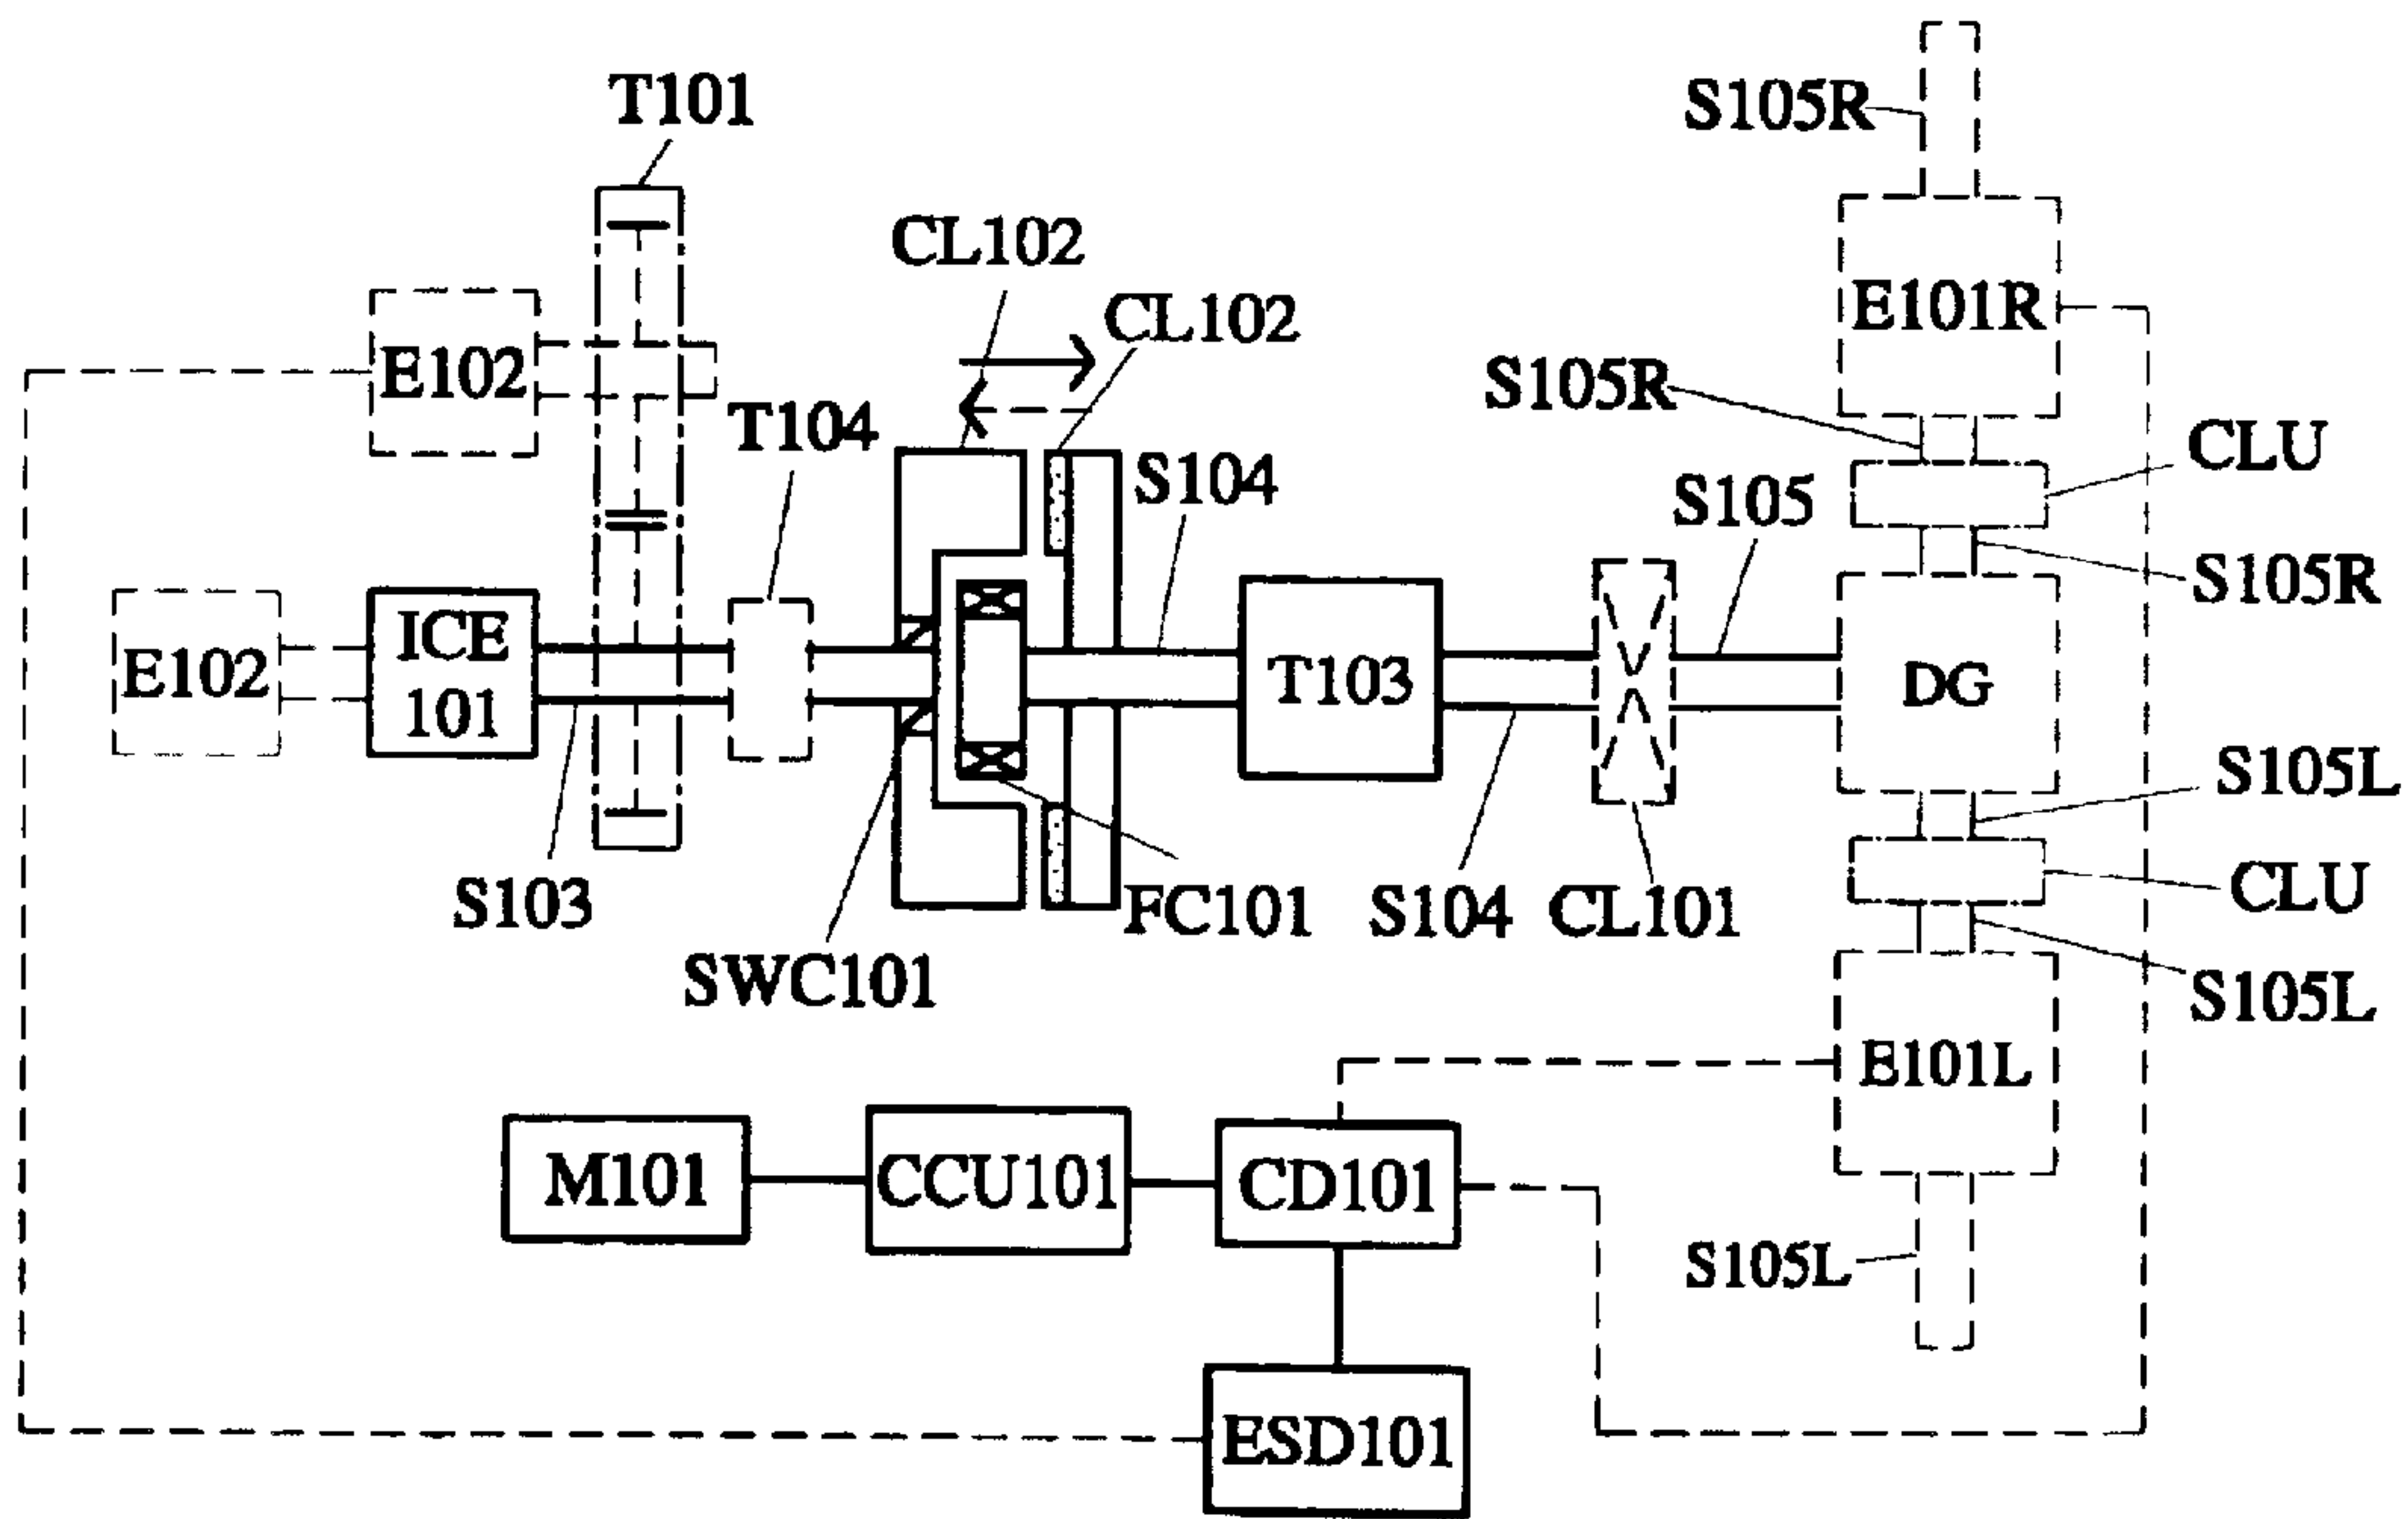 T101
S105R
CL102
E101R
CL102
E102
S105R
T104
CLU
S104
S105
S105R
ICE
101
E102
T103
DG
S105L
S103
FC101
S104
CL101
CLU
SWC101
S105L
E101L
M101
CCU101
CD101
S105L
ESD101